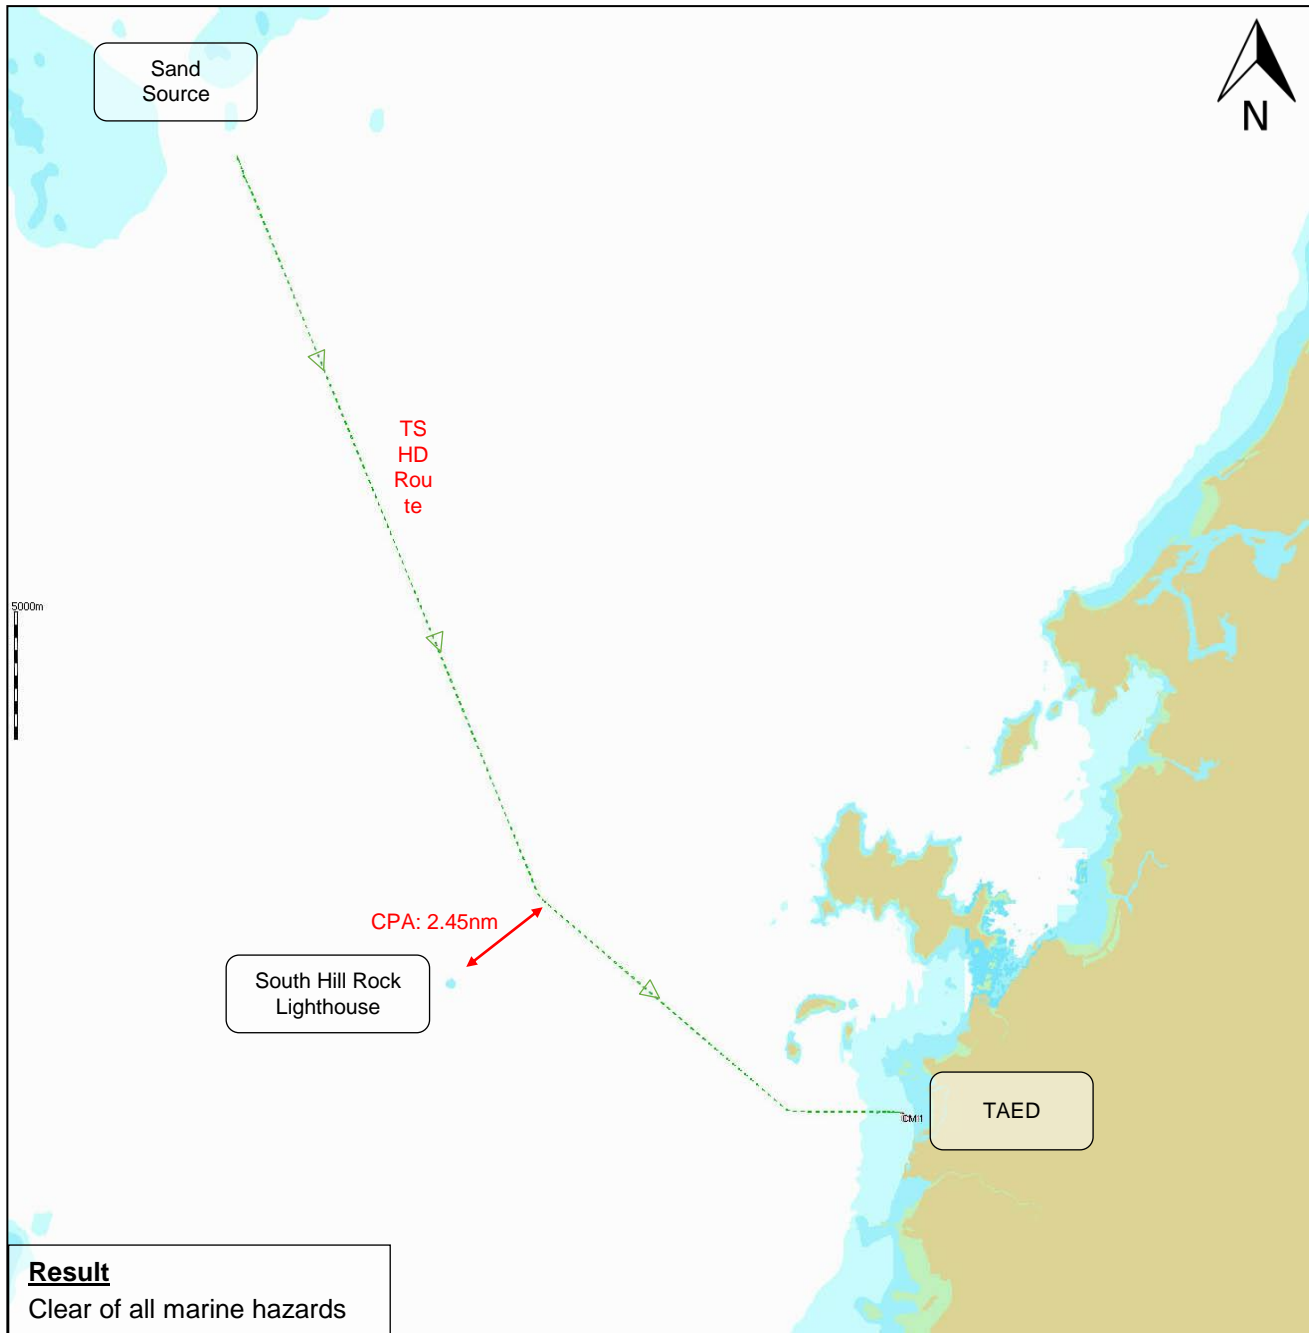 Sand
Source
N
TS
HD
Rou
te
5000m
CPA: 2.45nm
South Hill Rock
Lighthouse
TAED
CM1
Result
Clear of all marine hazards